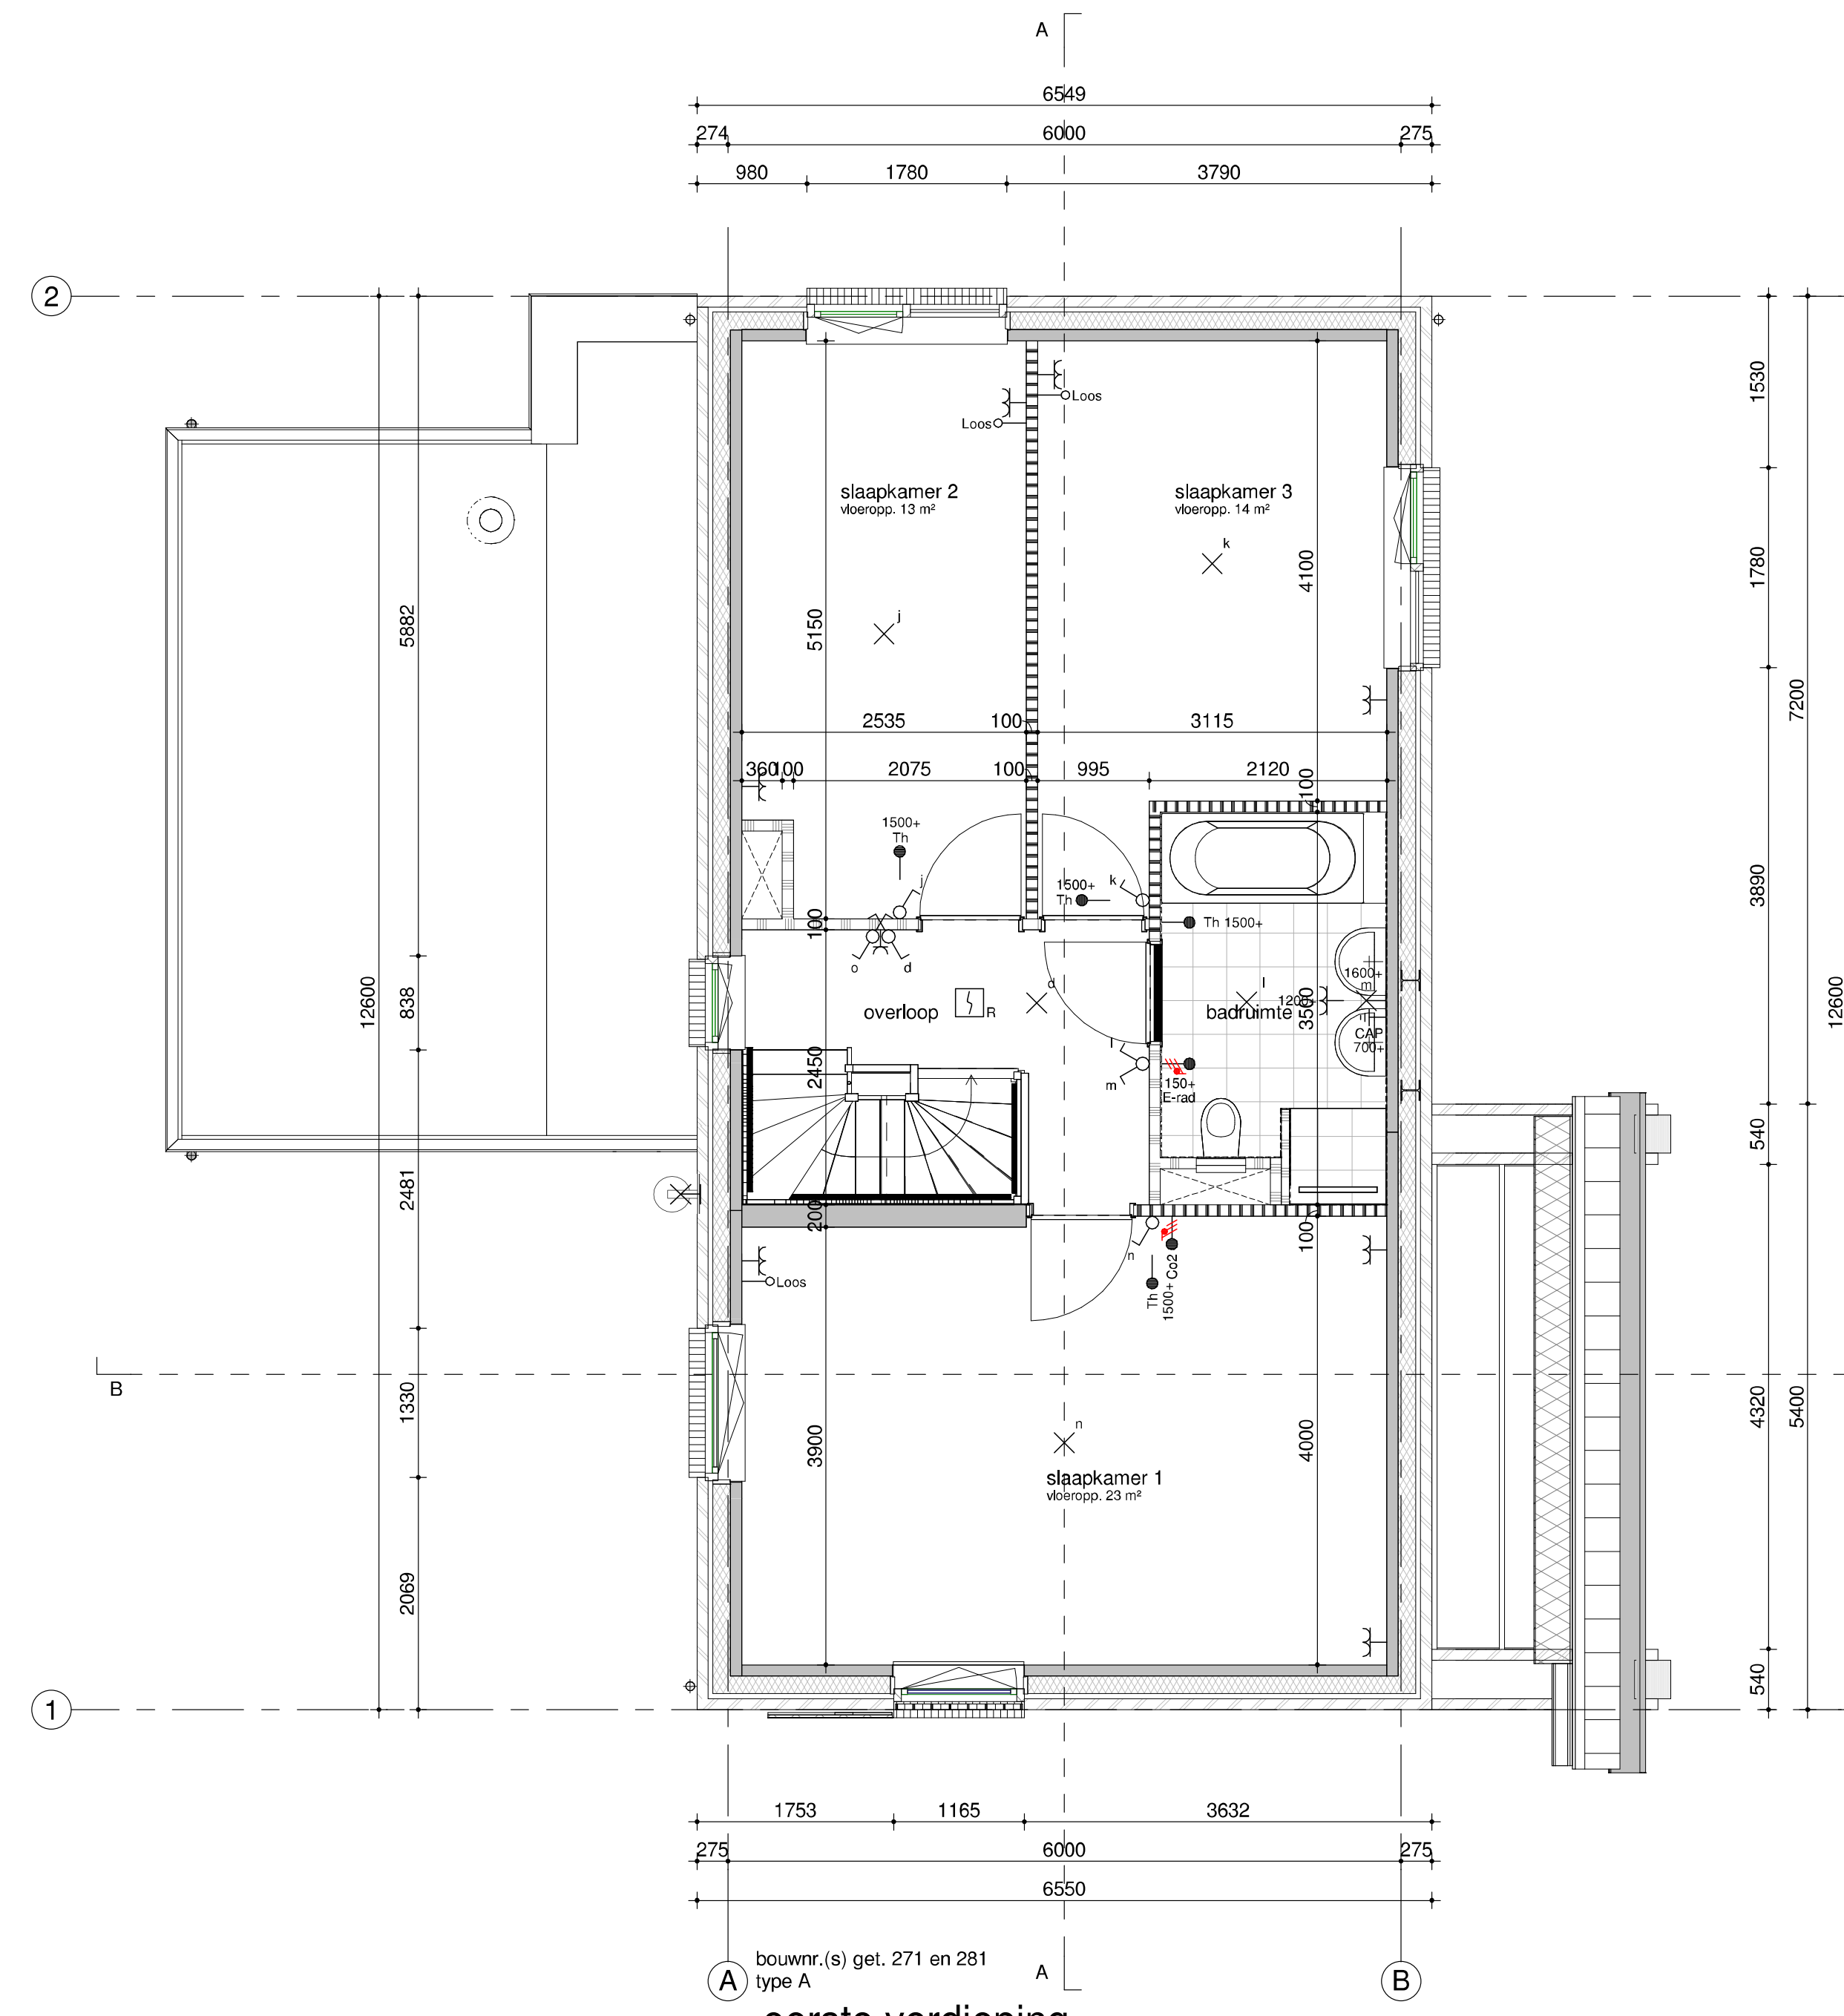 A
6549
274
6000
275
980
1780
3790
2
1530
Loos
Loos
slaapkamer 2
vloeropp. 13 m²
slaapkamer 3
vloeropp. 14 m²
k
j
4100
1780
5882
5150
7200
2535
100
3115
360
100
2075
100
995
2120
100
1500+
Th
j
1500+
Th
k
3890
100
Th 1500+
o
d
d
l
1600+
m
1200+
12600
838
overloop
R
badruimte
3500
12600
CAP
700+
l
m
2450
150+
E-rad
540
2481
200
100
n
Co2
Th
1500+
Loos
B
1330
3900
n
4000
4320
5400
slaapkamer 1
vloeropp. 23 m²
2069
540
1
1753
1165
3632
275
6000
275
6550
bouwnr.(s) get. 271 en 281
A
type A
A
B
eerste verdieping